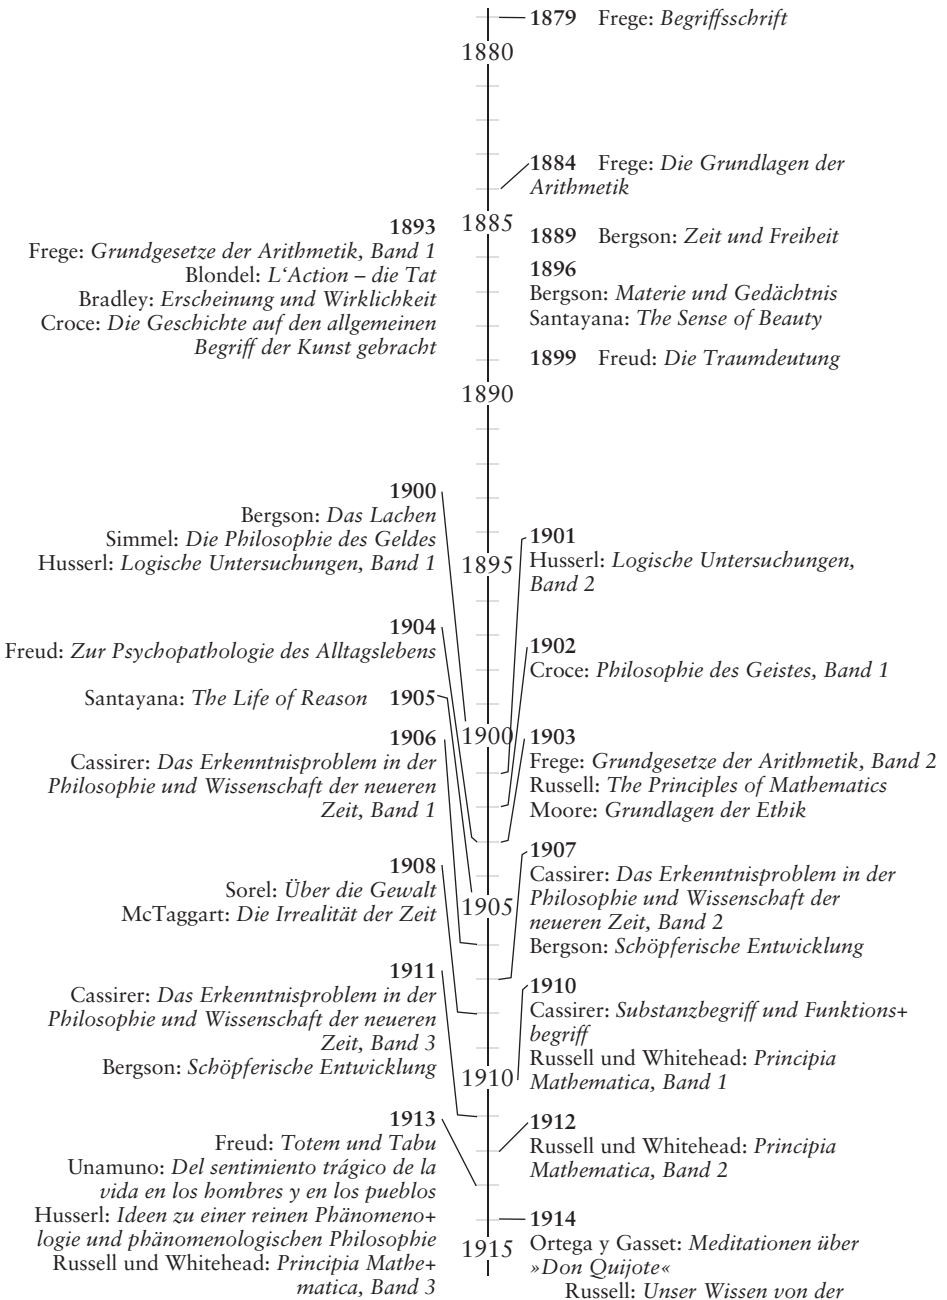 1879 Frege: Begriffsschrift
1880
1884 Frege: Die Grundlagen der
Arithmetik
1885
1893
Frege: Grundgesetze der Arithmetik, Band 1
Blondel: L‘Action – die Tat
Bradley: Erscheinung und Wirklichkeit
Croce: Die Geschichte auf den allgemeinen
Begriff der Kunst gebracht
1889 Bergson: Zeit und Freiheit
1896
Bergson: Materie und Gedächtnis
Santayana: The Sense of Beauty
1899 Freud: Die Traumdeutung
1890
1900
Bergson: Das Lachen
Simmel: Die Philosophie des Geldes
Husserl: Logische Untersuchungen, Band 1
1895
1901
Husserl: Logische Untersuchungen,
Band 2
1904
Freud: Zur Psychopathologie des Alltagslebens
1902
Croce: Philosophie des Geistes, Band 1
Santayana: The Life of Reason 1905
1900
1906
Cassirer: Das Erkenntnisproblem in der
Philosophie und Wissenschaft der neueren
Zeit, Band 1
1903
Frege: Grundgesetze der Arithmetik, Band 2
Russell: The Principles of Mathematics
Moore: Grundlagen der Ethik
1908
Sorel: Über die Gewalt
McTaggart: Die Irrealität der Zeit
1905
1907
Cassirer: Das Erkenntnisproblem in der
Philosophie und Wissenschaft der
neueren Zeit, Band 2
Bergson: Schöpferische Entwicklung
1911
Cassirer: Das Erkenntnisproblem in der
Philosophie und Wissenschaft der neueren
Zeit, Band 3
Bergson: Schöpferische Entwicklung
1910
1910
Cassirer: Substanzbegriff und Funktions+
begriff
Russell und Whitehead: Principia
Mathematica, Band 1
1913
Freud: Totem und Tabu
Unamuno: Del sentimiento trágico de la
vida en los hombres y en los pueblos
Husserl: Ideen zu einer reinen Phänomeno+
logie und phänomenologischen Philosophie
Russell und Whitehead: Principia Mathe+
matica, Band 3
1912
Russell und Whitehead: Principia
Mathematica, Band 2
1915
1914
Ortega y Gasset: Meditationen über
»Don Quijote«
Russell: Unser Wissen von der